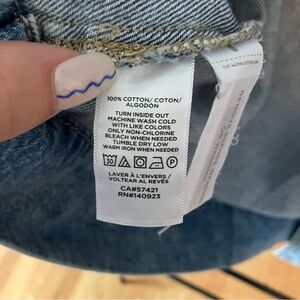 100% COTTON/ COTON/
ALGODON
TURN INSIDE OUT
MACHINE WASH COLD
WITH LIKE COLORS
ONLY NON-CHLORINE
BLEACH WHEN NEEDED
TUMBLE DRY LOW
WARM IRON WHEN NEEDED
30
P
LAVER À L'ENVERS /
VOLTEAR AL REVÉS
CA#57421
RN#140923